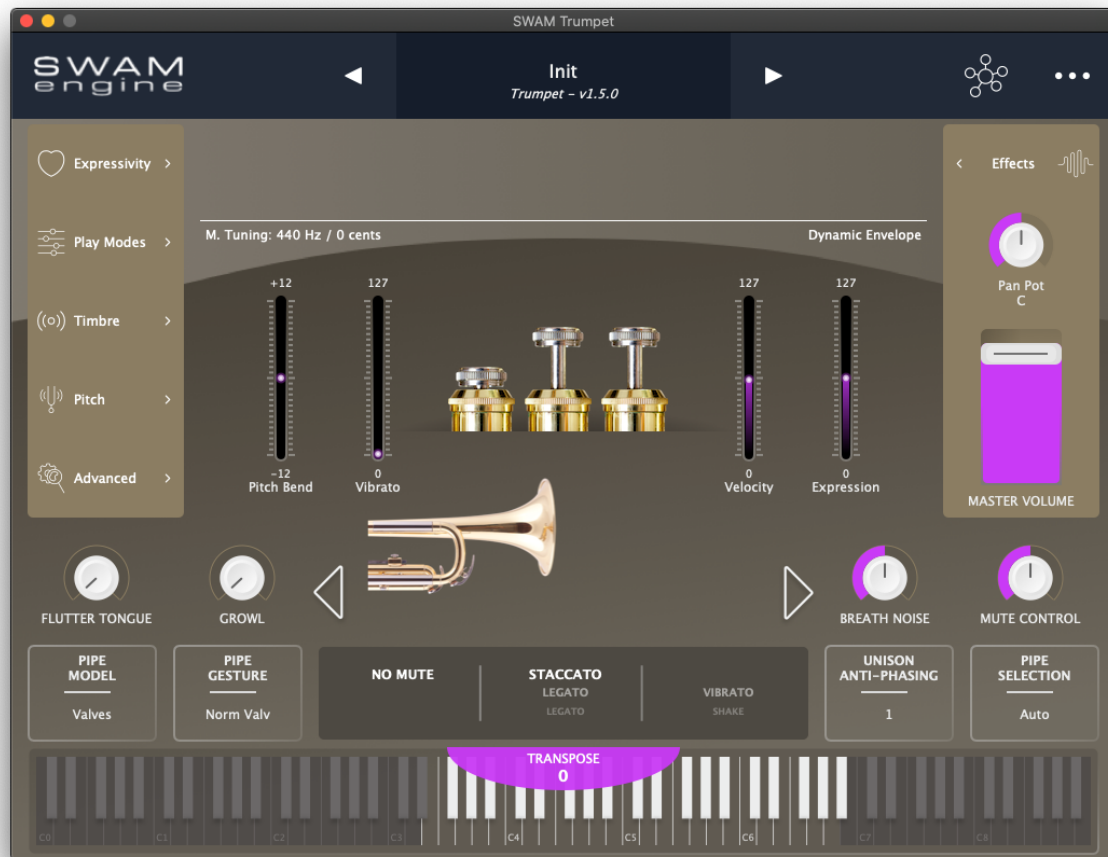 SWAM Trumpet
SWAM
engine
Init
Trumpet – v1.5.0
Expressivity
Play Modes
Timbre
Pitch
Advanced
Effects
Pan Pot
C
MASTER VOLUME
M. Tuning: 440 Hz / 0 cents
Dynamic Envelope
+12
127
127
127
−12
0
0
0
Pitch Bend
Vibrato
Velocity
Expression
FLUTTER TONGUE
GROWL
BREATH NOISE
MUTE CONTROL
PIPE
MODEL
Valves
PIPE
GESTURE
Norm Valv
NO MUTE
STACCATO
LEGATO
LEGATO
VIBRATO
SHAKE
UNISON
ANTI-PHASING
1
PIPE
SELECTION
Auto
TRANSPOSE
0
C0
C1
C2
C3
C4
C5
C6
C7
C8